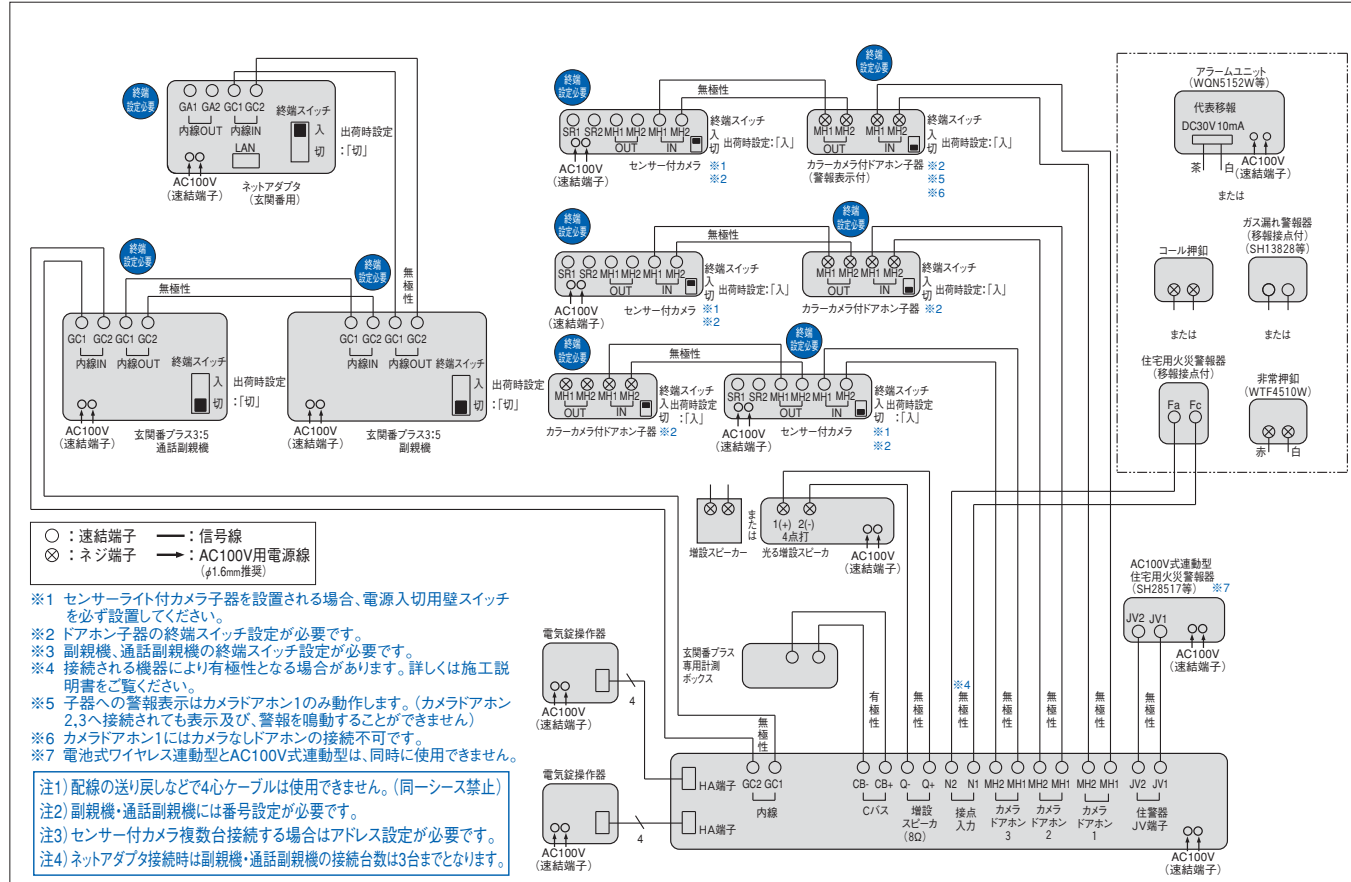 終端
設定必要
GA1 GA2 GC1 GC2
内線OUT 内線IN
終端スイッチ
入
切
出荷時設定
:「切」
LAN
AC100V
(速結端子)
ネットアダプタ
(玄関番用)
終端
設定必要
無極性
終端
設定必要
無極性
GC1 GC2 GC1 GC2
内線IN 内線OUT 終端スイッチ
入
切
出荷時設定
:「切」
AC100V
(速結端子)
玄関番プラス3:5
通話副親機
GC1 GC2 GC1 GC2
内線IN 内線OUT 終端スイッチ
入
切
出荷時設定
:「切」
AC100V
(速結端子)
玄関番プラス3:5
副親機
終端
設定必要
無極性
終端
設定必要
SR1 SR2 MH1 MH2 MH1 MH2
OUT IN
終端スイッチ
入
切 出荷時設定:「入」
AC100V
(速結端子)
センサー付カメラ ※1
※2
MH1 MH2 MH1 MH2
OUT IN
終端スイッチ
入
切 出荷時設定:「入」
カラーカメラ付ドアホン子器 ※2
(警報表示付) ※5
※6
終端
設定必要
無極性
終端
設定必要
SR1 SR2 MH1 MH2 MH1 MH2
OUT IN
終端スイッチ
入
切 出荷時設定:「入」
AC100V
(速結端子)
センサー付カメラ ※1
※2
MH1 MH2 MH1 MH2
OUT IN
終端スイッチ
入
切 出荷時設定:「入」
カラーカメラ付ドアホン子器 ※2
終端
設定必要
無極性
終端
設定必要
MH1 MH2 MH1 MH2
OUT IN
終端スイッチ
入 出荷時設定
切 :「入」
カラーカメラ付ドアホン子器 ※2
SR1 SR2 MH1 MH2 MH1 MH2
OUT IN
終端スイッチ
入 出荷時設定
切 :「入」
AC100V
(速結端子)
センサー付カメラ ※1
※2
アラームユニット
(WQN5152W等)
代表移報
DC30V 10mA
茶 白
AC100V
(速結端子)
または
コール押釦
または
ガス漏れ警報器
(移報接点付)
(SH13828等)
または
住宅用火災警報器
(移報接点付)
Fa Fc
非常押釦
(WTF4510W)
赤 白
増設スピーカー
または
1(+) 2(-)
4点打
光る増設スピーカ
AC100V
(速結端子)
AC100V式連動型
住宅用火災警報器
(SH28517等) ※7
JV2 JV1
AC100V
(速結端子)
○:速結端子 ━:信号線
⊗:ネジ端子 →:AC100V用電源線
(φ1.6mm推奨)
※1 センサーライト付カメラ子器を設置される場合、電源入切用壁スイッチ
を必ず設置してください。
※2 ドアホン子器の終端スイッチ設定が必要です。
※3 副親機、通話副親機の終端スイッチ設定が必要です。
※4 接続される機器により有極性となる場合があります。詳しくは施工説
明書をご覧ください。
※5 子器への警報表示はカメラドアホン1のみ動作します。(カメラドアホン
2,3へ接続されても表示及び、警報を鳴動することができません)
※6 カメラドアホン1にはカメラなしドアホンの接続不可です。
※7 電池式ワイヤレス連動型とAC100V式連動型は、同時に使用できません。
注1) 配線の送り戻しなどで4心ケーブルは使用できません。(同一シース禁止)
注2) 副親機・通話副親機には番号設定が必要です。
注3) センサー付カメラ複数台接続する場合はアドレス設定が必要です。
注4) ネットアダプタ接続時は副親機・通話副親機の接続台数は3台までとなります。
電気錠操作器
4
AC100V
(速結端子)
電気錠操作器
4
AC100V
(速結端子)
玄関番プラス
専用計測
ボックス
無極性
有極性
無極性
※4
無極性
無極性
無極性
無極性
無極性
HA端子
HA端子
GC2 GC1
内線
CB- CB+
Cバス
Q- Q+
増設
スピーカ
(8Ω)
N2 N1
接点
入力
MH2 MH1
カメラ
ドアホン
3
MH2 MH1
カメラ
ドアホン
2
MH2 MH1
カメラ
ドアホン
1
JV2 JV1
住警器
JV端子
AC100V
(速結端子)